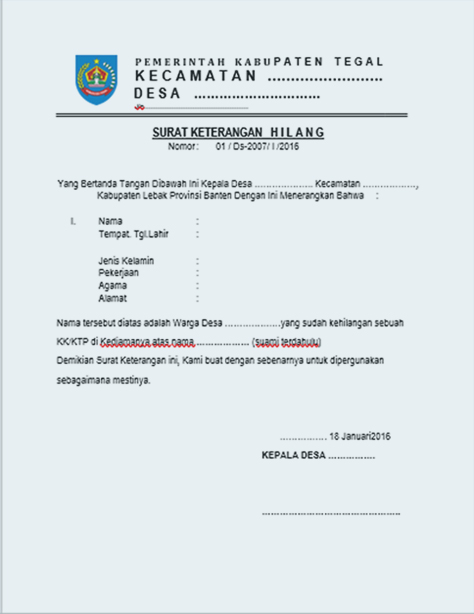 PEMERINTAH KABUPATEN TEGAL
KECAMATAN ..........................
DESA ..............................
SURAT KETERANGAN H I L A N G
Nomor : 01 / Ds-2007/ I /2016
Yang Bertanda Tangan Dibawah Ini Kepala Desa ..................... Kecamatan ...................,
Kabupaten Lebak Provinsi Banten Dengan Ini Menerangkan Bahwa :
I. Nama :
Tempat. Tgl.Lahir :
Jenis Kelamin :
Pekerjaan :
Agama :
Alamat :
Nama tersebut diatas adalah Warga Desa ....................yang sudah kehilangan sebuah
KK/KTP di Kediamanya atas nama ................... (suami terdahulu)
Demikian Surat Keterangan ini, Kami buat dengan sebenarnya untuk dipergunakan
sebagaimana mestinya.
................. 18 Januari2016
KEPALA DESA ................
..................................................